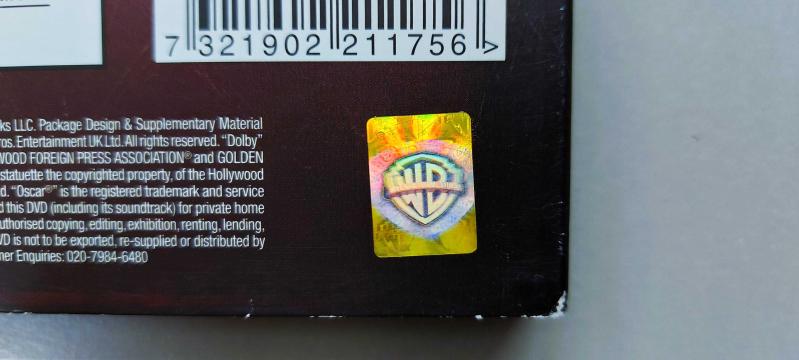 7 321902 211756 >
ks LLC. Package Design & Supplementary Material
ros. Entertainment UK Ltd. All rights reserved. "Dolby"
WOOD FOREIGN PRESS ASSOCIATION® and GOLDEN
statuette the copyrighted property, of the Hollywood
d. "Oscar®" is the registered trademark and service
d this DVD (including its soundtrack) for private home
uthorised copying, editing, exhibition, renting, lending,
VD is not to be exported, re-supplied or distributed by
mer Enquiries: 020-7984-6480
WB